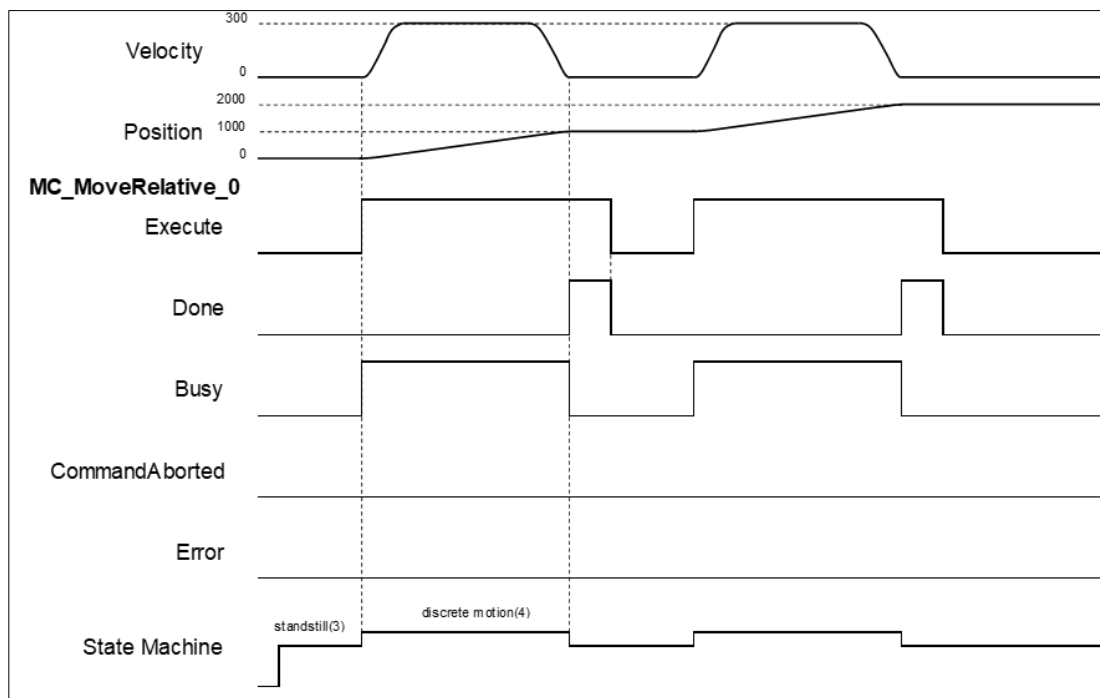 300
Velocity
0
2000
Position 1000
0
MC_MoveRelative_0
Execute
Done
Busy
CommandAborted
Error
standstill(3) discrete motion(4)
State Machine